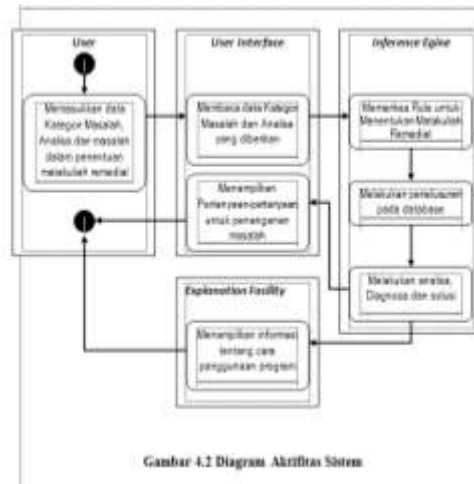 User
Memasukkan data
Kategori Masalah,
Analisa dan masalah
dalam penentuan
matakuliah remedial
User Interface
Membaca data Kategori
Masalah dan Analisa
yang diberikan
Menampilkan
Pertanyaan-pertanyaan
untuk penanganan
masalah
Inference Egine
Memeriksa Rule untuk
Menentukan Matakuliah
Remedial
Melakukan penelusuran
pada database
Melakukan analisa,
Diagnosa dan solusi
Explanation Facility
Menampilkan informasi
tentang cara
penggunaan program
Gambar 4.2 Diagram Aktifitas Sistem